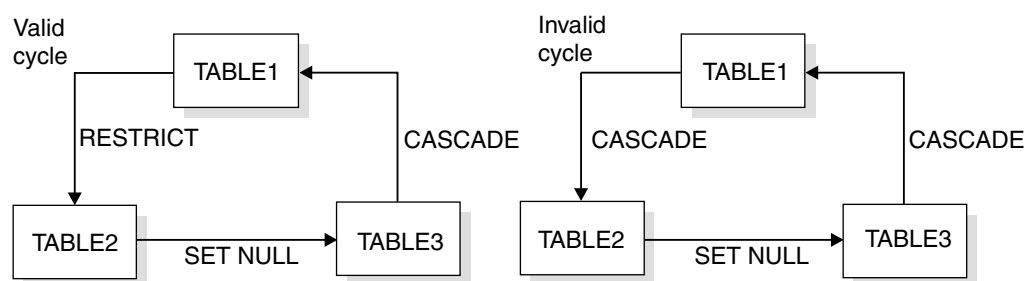 Valid
cycle
TABLE1
RESTRICT
CASCADE
TABLE2
SET NULL
TABLE3
Invalid
cycle
TABLE1
CASCADE
CASCADE
TABLE2
SET NULL
TABLE3